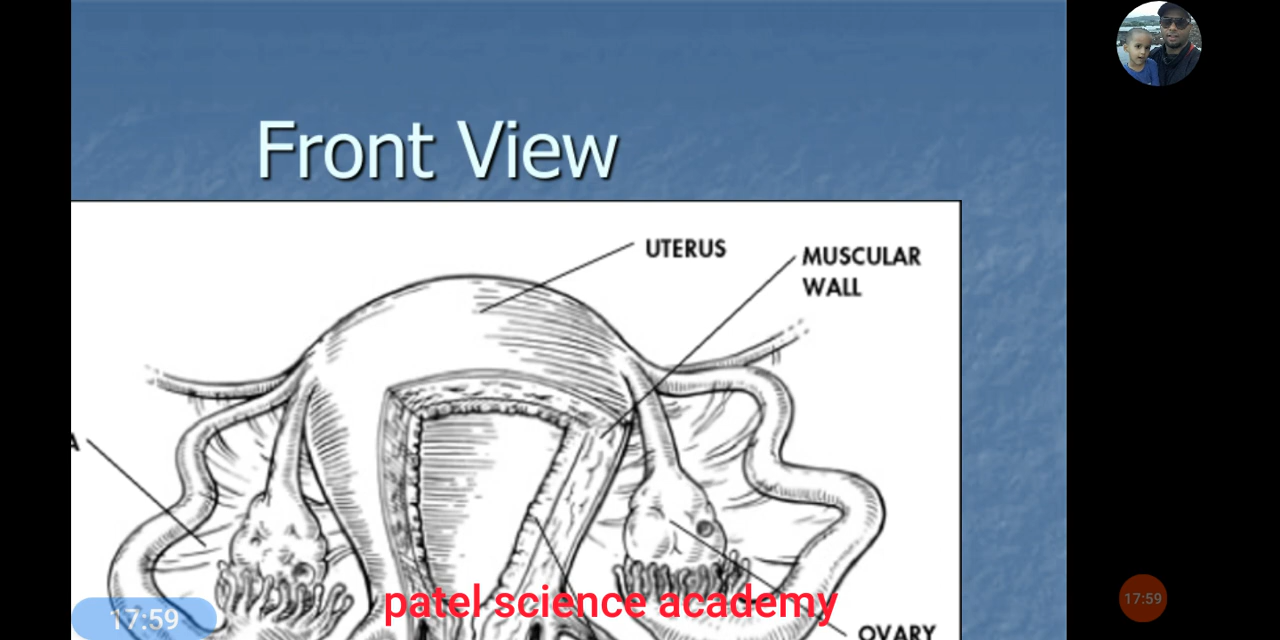 Front View
UTERUS
MUSCULAR
WALL
A
OVARY
patel science academy
17:59
17:59